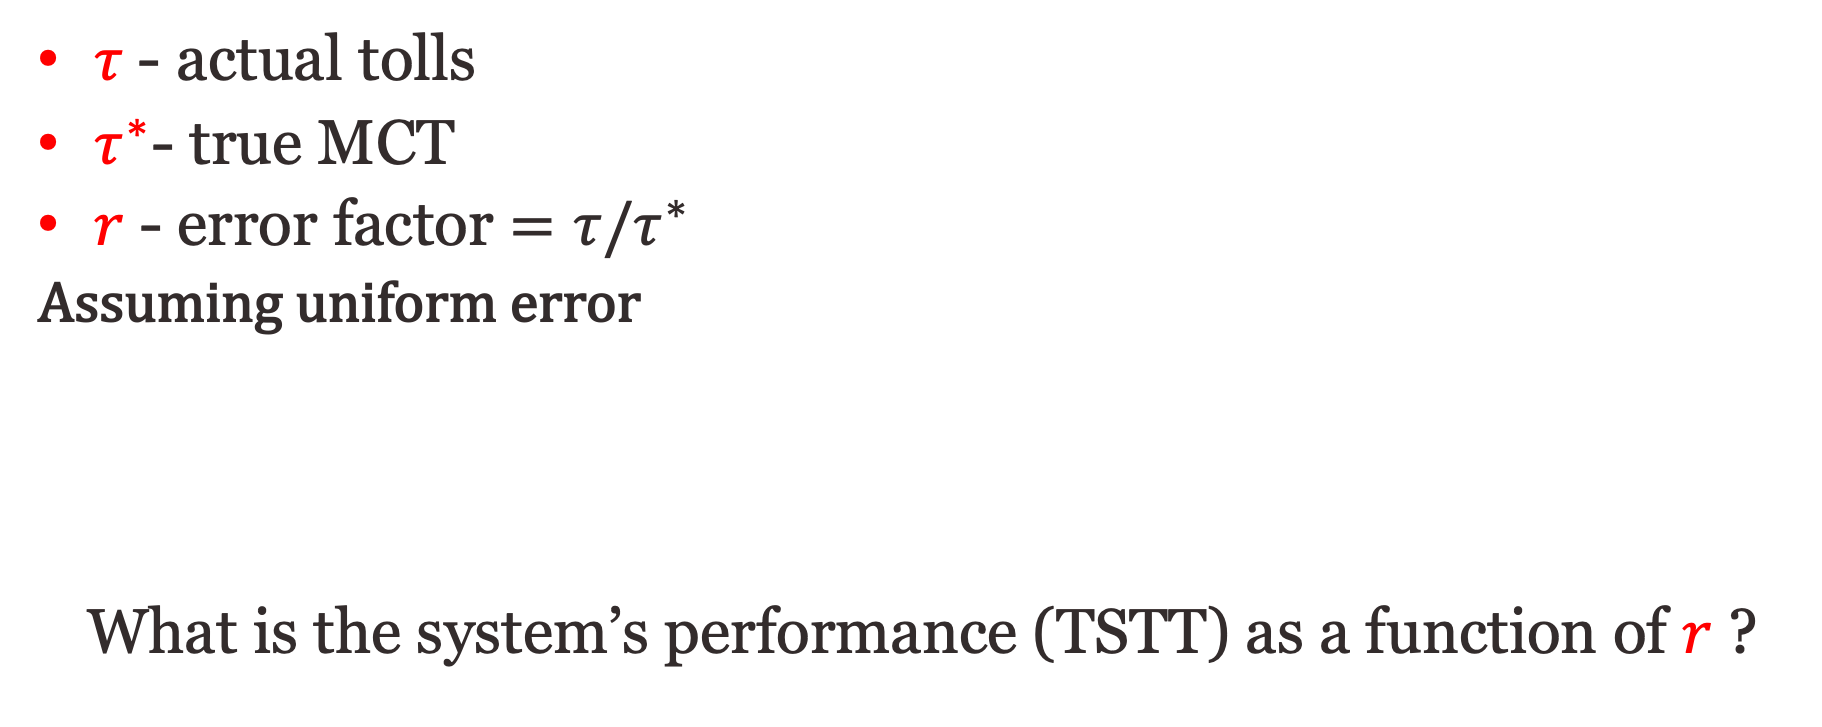 • τ - actual tolls
• τ*- true MCT
• r - error factor = τ/τ*
Assuming uniform error
What is the system’s performance (TSTT) as a function of r ?